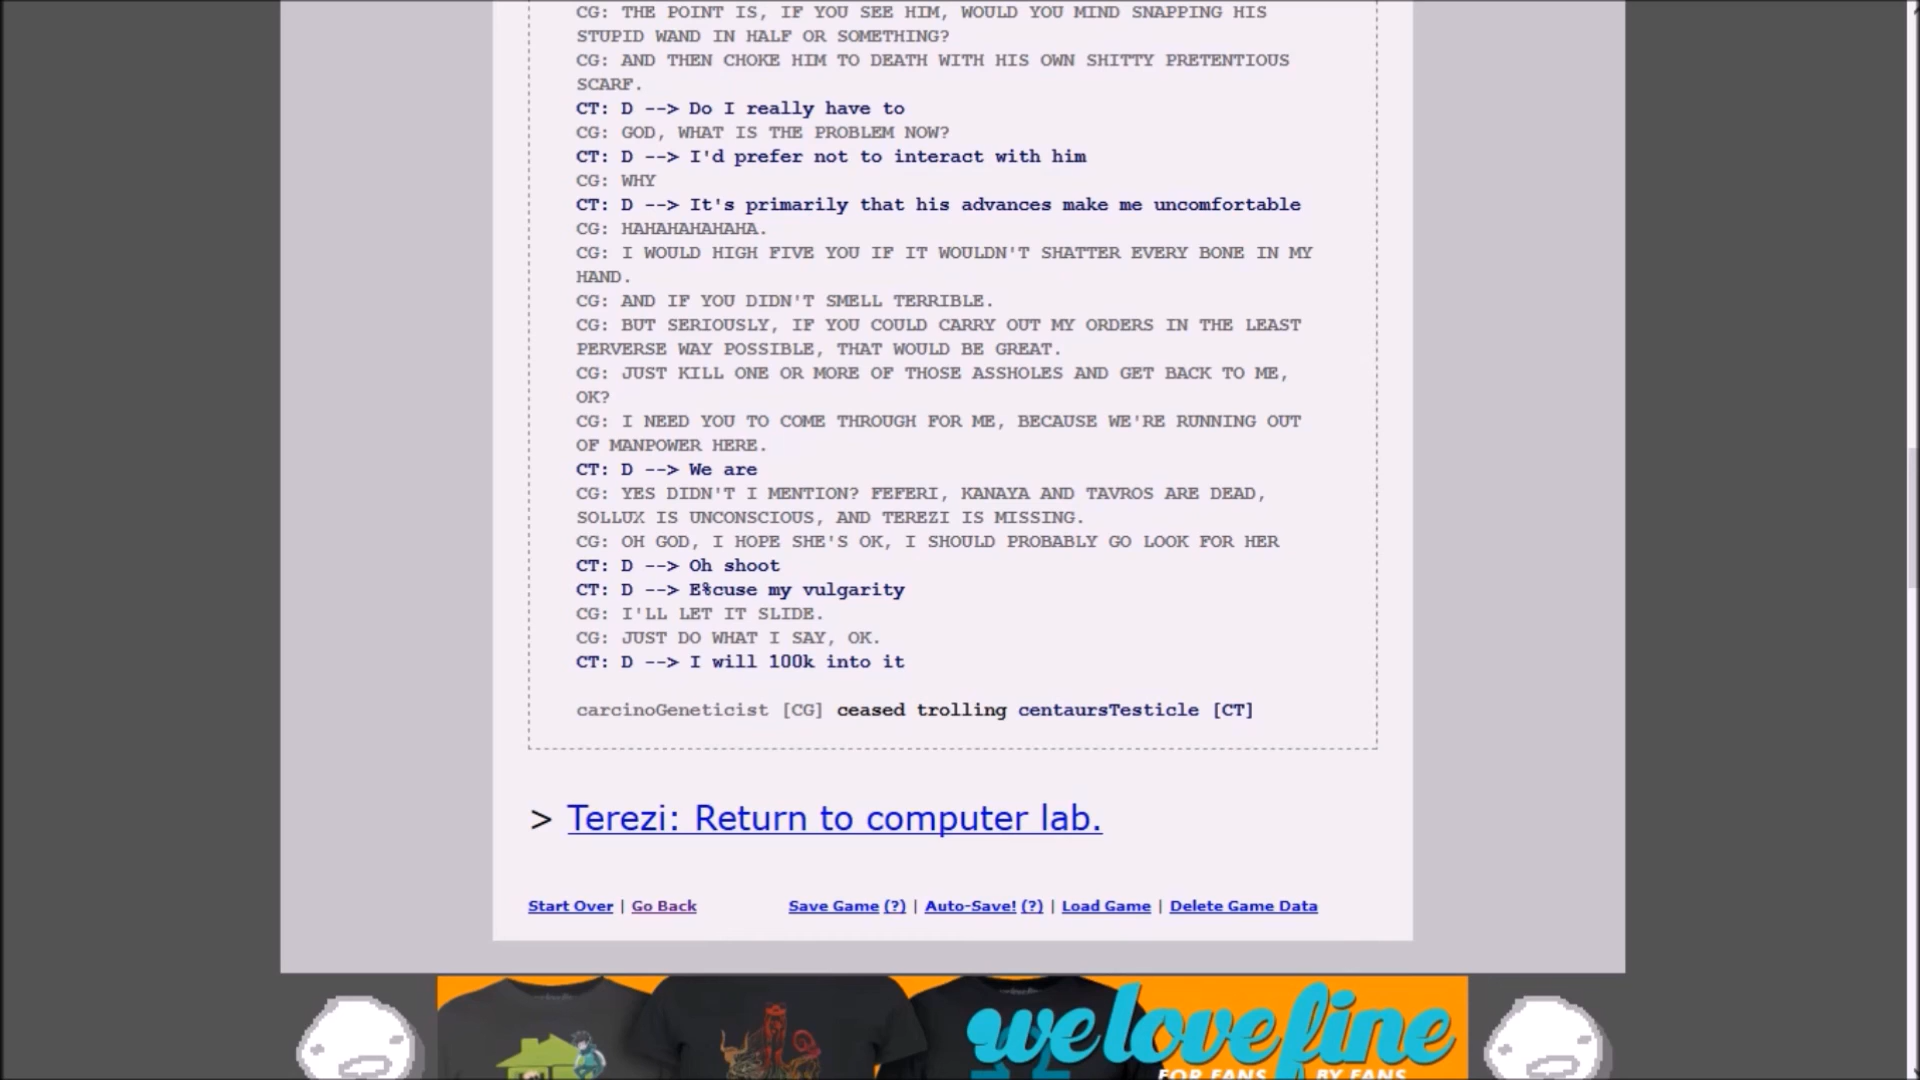 CG: THE POINT IS, IF YOU SEE HIM, WOULD YOU MIND SNAPPING HIS
STUPID WAND IN HALF OR SOMETHING?
CG: AND THEN CHOKE HIM TO DEATH WITH HIS OWN SHITTY PRETENTIOUS
SCARF.
CT: D --> Do I really have to
CG: GOD, WHAT IS THE PROBLEM NOW?
CT: D --> I'd prefer not to interact with him
CG: WHY
CT: D --> It's primarily that his advances make me uncomfortable
CG: HAHAHAHAHAHA.
CG: I WOULD HIGH FIVE YOU IF IT WOULDN'T SHATTER EVERY BONE IN MY
HAND.
CG: AND IF YOU DIDN'T SMELL TERRIBLE.
CG: BUT SERIOUSLY, IF YOU COULD CARRY OUT MY ORDERS IN THE LEAST
PERVERSE WAY POSSIBLE, THAT WOULD BE GREAT.
CG: JUST KILL ONE OR MORE OF THOSE ASSHOLES AND GET BACK TO ME,
OK?
CG: I NEED YOU TO COME THROUGH FOR ME, BECAUSE WE'RE RUNNING OUT
OF MANPOWER HERE.
CT: D --> We are
CG: YES DIDN'T I MENTION? FEFERI, KANAYA AND TAVROS ARE DEAD,
SOLLUX IS UNCONSCIOUS, AND TEREZI IS MISSING.
CG: OH GOD, I HOPE SHE'S OK, I SHOULD PROBABLY GO LOOK FOR HER
CT: D --> Oh shoot
CT: D --> E%cuse my vulgarity
CG: I'LL LET IT SLIDE.
CG: JUST DO WHAT I SAY, OK.
CT: D --> I will 100k into it
carcinoGeneticist [CG] ceased trolling centaursTesticle [CT]
> Terezi: Return to computer lab.
Start Over | Go Back Save Game (?) | Auto-Save! (?) | Load Game | Delete Game Data
welovefine
FOR FANS BY FANS